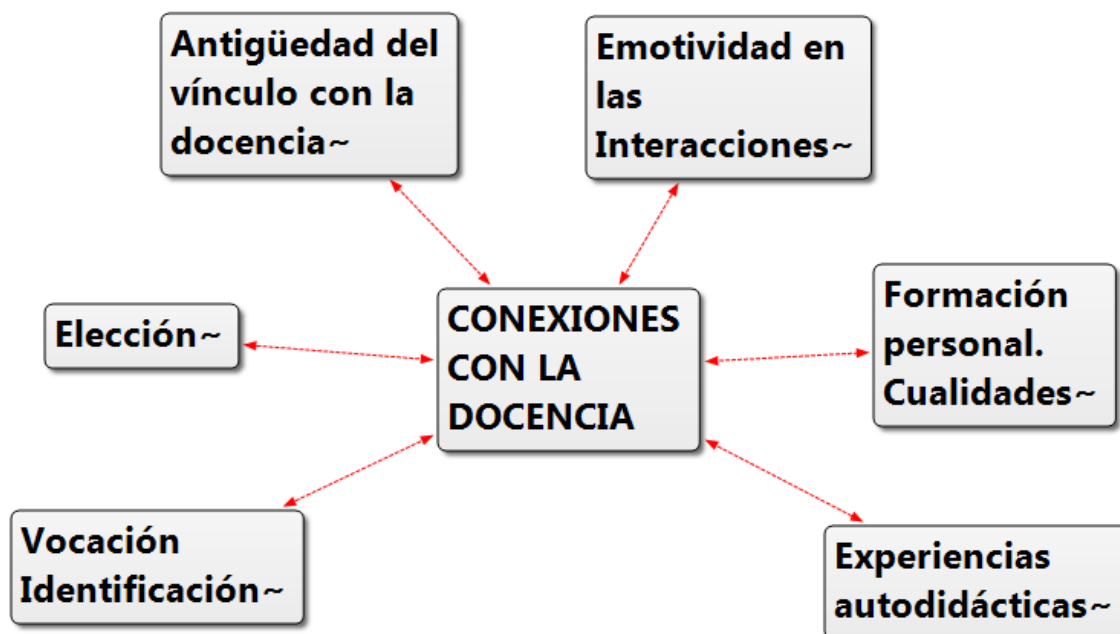 Antigüedad del
vínculo con la
docencia~
Emotividad en
las
Interacciones~
Elección~
CONEXIONES
CON LA
DOCENCIA
Formación
personal.
Cualidades~
Vocación
Identificación~
Experiencias
autodidácticas~